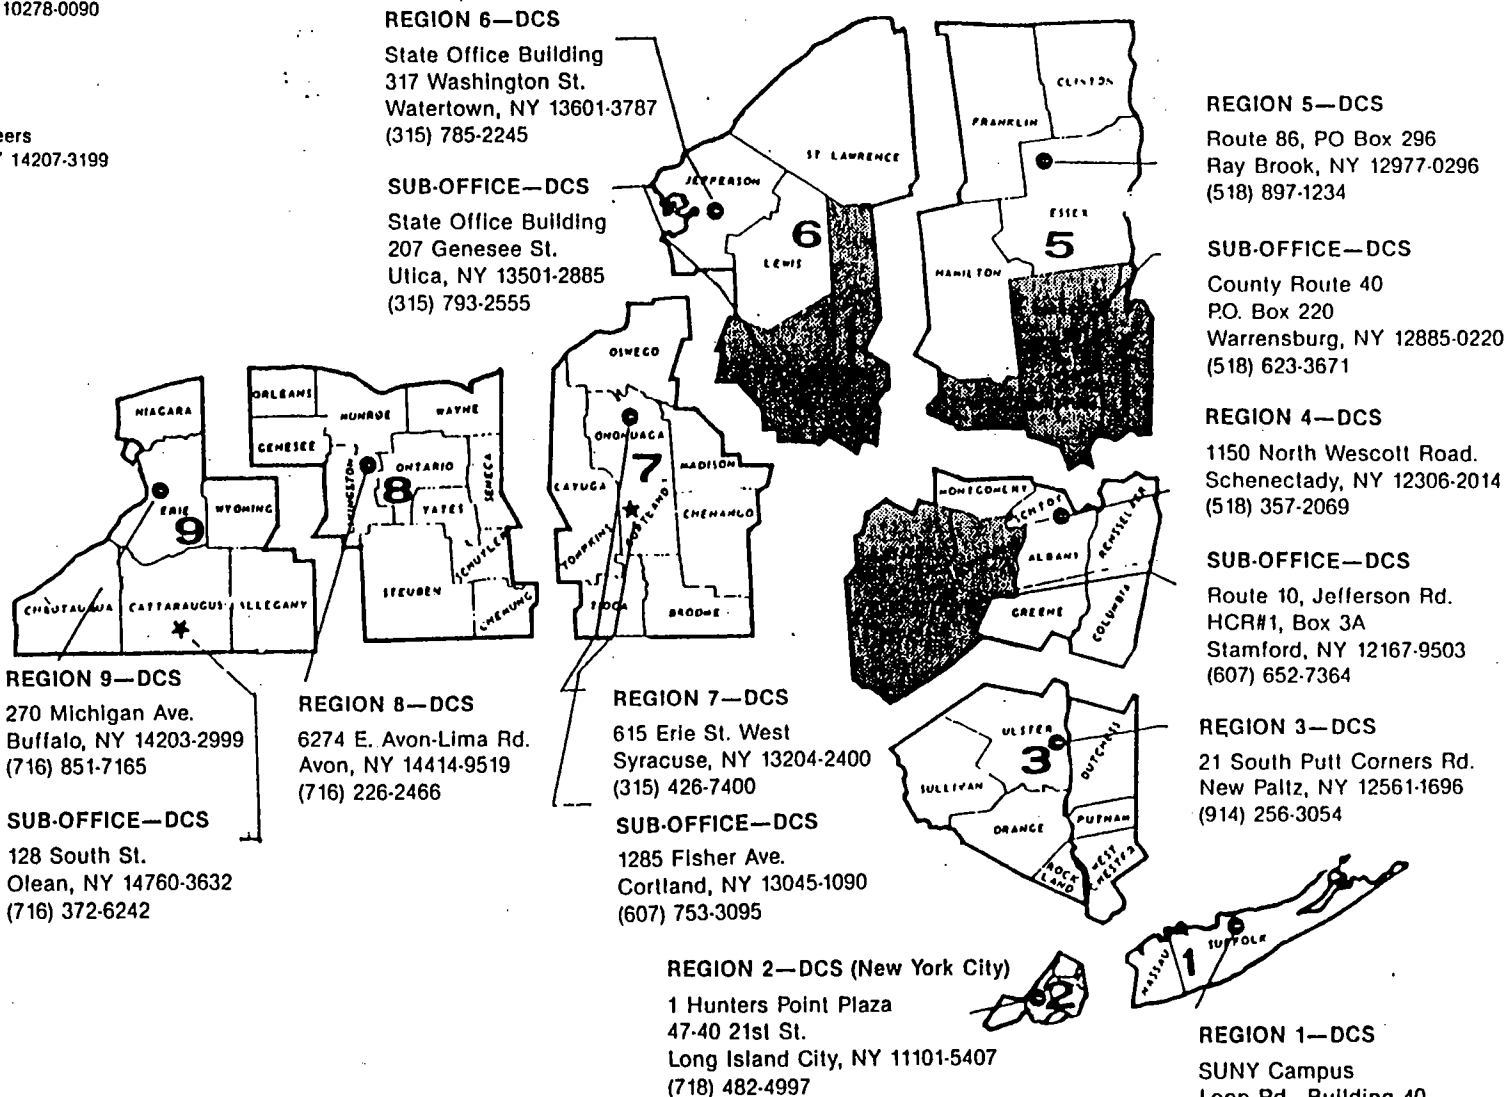 10278-0090
eers
14207-3199
REGION 6—DCS
State Office Building
317 Washington St.
Watertown, NY 13601-3787
(315) 785-2245
SUB-OFFICE—DCS
State Office Building
207 Genesee St.
Utica, NY 13501-2885
(315) 793-2555
ST LAWRENCE
JEFFERSON
6
LEWIS
CLINTON
FRANKLIN
ESSEX
5
HAMILTON
REGION 5—DCS
Route 86, PO Box 296
Ray Brook, NY 12977-0296
(518) 897-1234
SUB-OFFICE—DCS
County Route 40
P.O. Box 220
Warrensburg, NY 12885-0220
(518) 623-3671
REGION 4—DCS
1150 North Wescott Road.
Schenectady, NY 12306-2014
(518) 357-2069
SUB-OFFICE—DCS
Route 10, Jefferson Rd.
HCR#1, Box 3A
Stamford, NY 12167-9503
(607) 652-7364
MONTGOMERY
ALBANY
RENSSELAER
GREENE
COLUMBIA
NIAGARA
ERIE
WYOMING
9
CHAUTAUQUA
CATTARAUGUS
ALLEGANY
ORLEANS
MONROE
WAYNE
GENESEE
LIVINGSTON
ONTARIO
SENECA
8
YATES
STEUBEN
SCHUYLER
CHEMUNG
OSWEGO
ONONDAGA
7
MADISON
CAYUGA
CORTLAND
CHENANGO
TOMPKINS
TIOGA
BROOME
REGION 9—DCS
270 Michigan Ave.
Buffalo, NY 14203-2999
(716) 851-7165
SUB-OFFICE—DCS
128 South St.
Olean, NY 14760-3632
(716) 372-6242
REGION 8—DCS
6274 E. Avon-Lima Rd.
Avon, NY 14414-9519
(716) 226-2466
REGION 7—DCS
615 Erie St. West
Syracuse, NY 13204-2400
(315) 426-7400
SUB-OFFICE—DCS
1285 Fisher Ave.
Cortland, NY 13045-1090
(607) 753-3095
ULSTER
3
DUTCHESS
SULLIVAN
ORANGE
PUTNAM
ROCK
LAND
WEST
CHESTER
REGION 3—DCS
21 South Putt Corners Rd.
New Paltz, NY 12561-1696
(914) 256-3054
REGION 2—DCS (New York City)
1 Hunters Point Plaza
47-40 21st St.
Long Island City, NY 11101-5407
(718) 482-4997
2
NASSAU
1
SUFFOLK
REGION 1—DCS
SUNY Campus
Loop Rd., Building 40